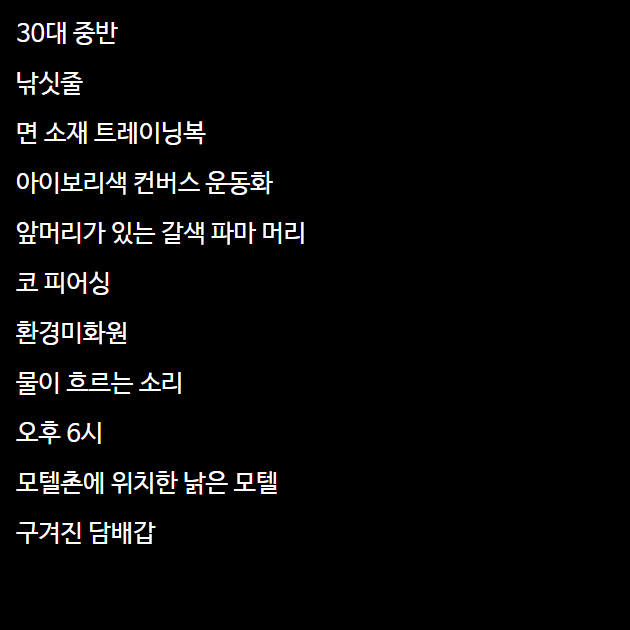 30대 중반
낚싯줄
면 소재 트레이닝복
아이보리색 컨버스 운동화
앞머리가 있는 갈색 파마 머리
코 피어싱
환경미화원
물이 흐르는 소리
오후 6시
모텔촌에 위치한 낡은 모텔
구겨진 담배갑